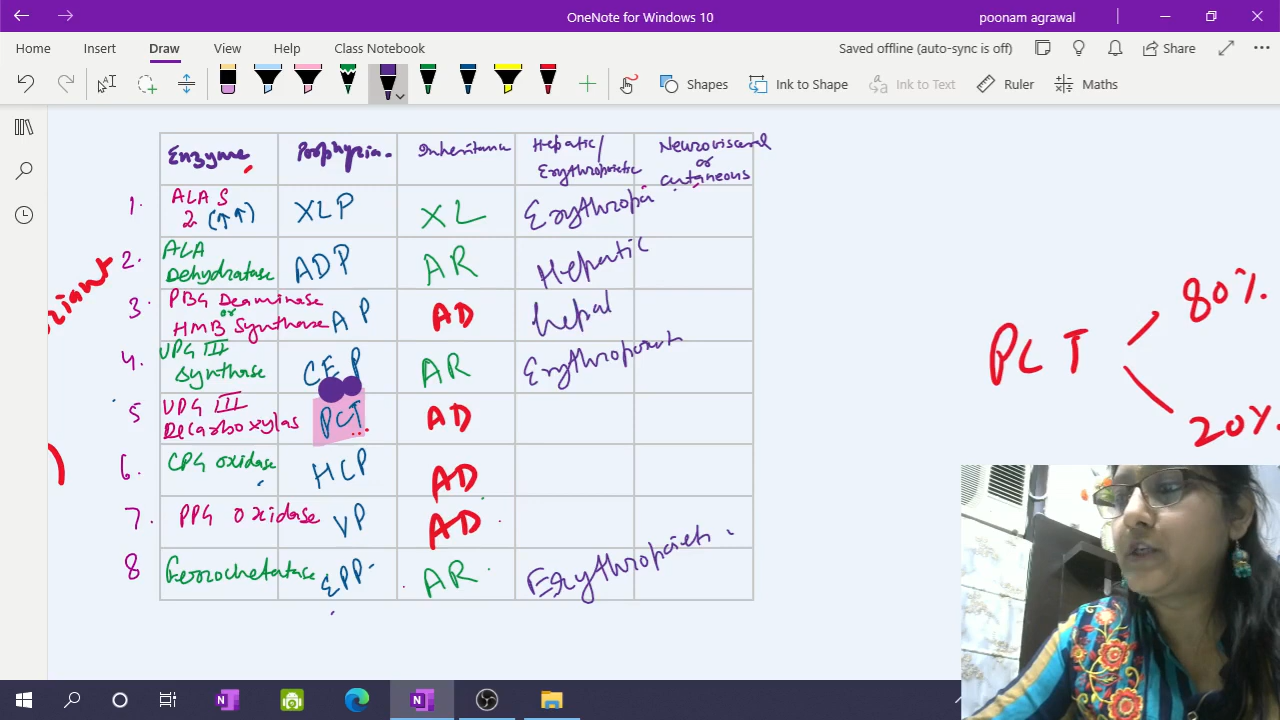 OneNote for Windows 10
poonam agrawal
Home Insert Draw View Help Class Notebook
Saved offline (auto-sync is off)
Share
Shapes
Ink to Shape
Ink to Text
Ruler
Maths
Enzyme Porphyria. Inheritance Hepatic/ Neurovisceral
Erythropoietic or
cutaneous
1. ALA S XLP XL Erythropo
2 (↑↑)
2. ALA ADP AR Hepatic
Dehydratase
3. PBG Deaminase AP AD hepat
or
HMB Synthase
4. UPG III CEP AR
Synthase
5 UPG III PCT AD
Decarboxylas
6. CPG oxidase HCP AD
7. PPG oxidase VP AD
8 EPP AR
PCT
80%.
20%.